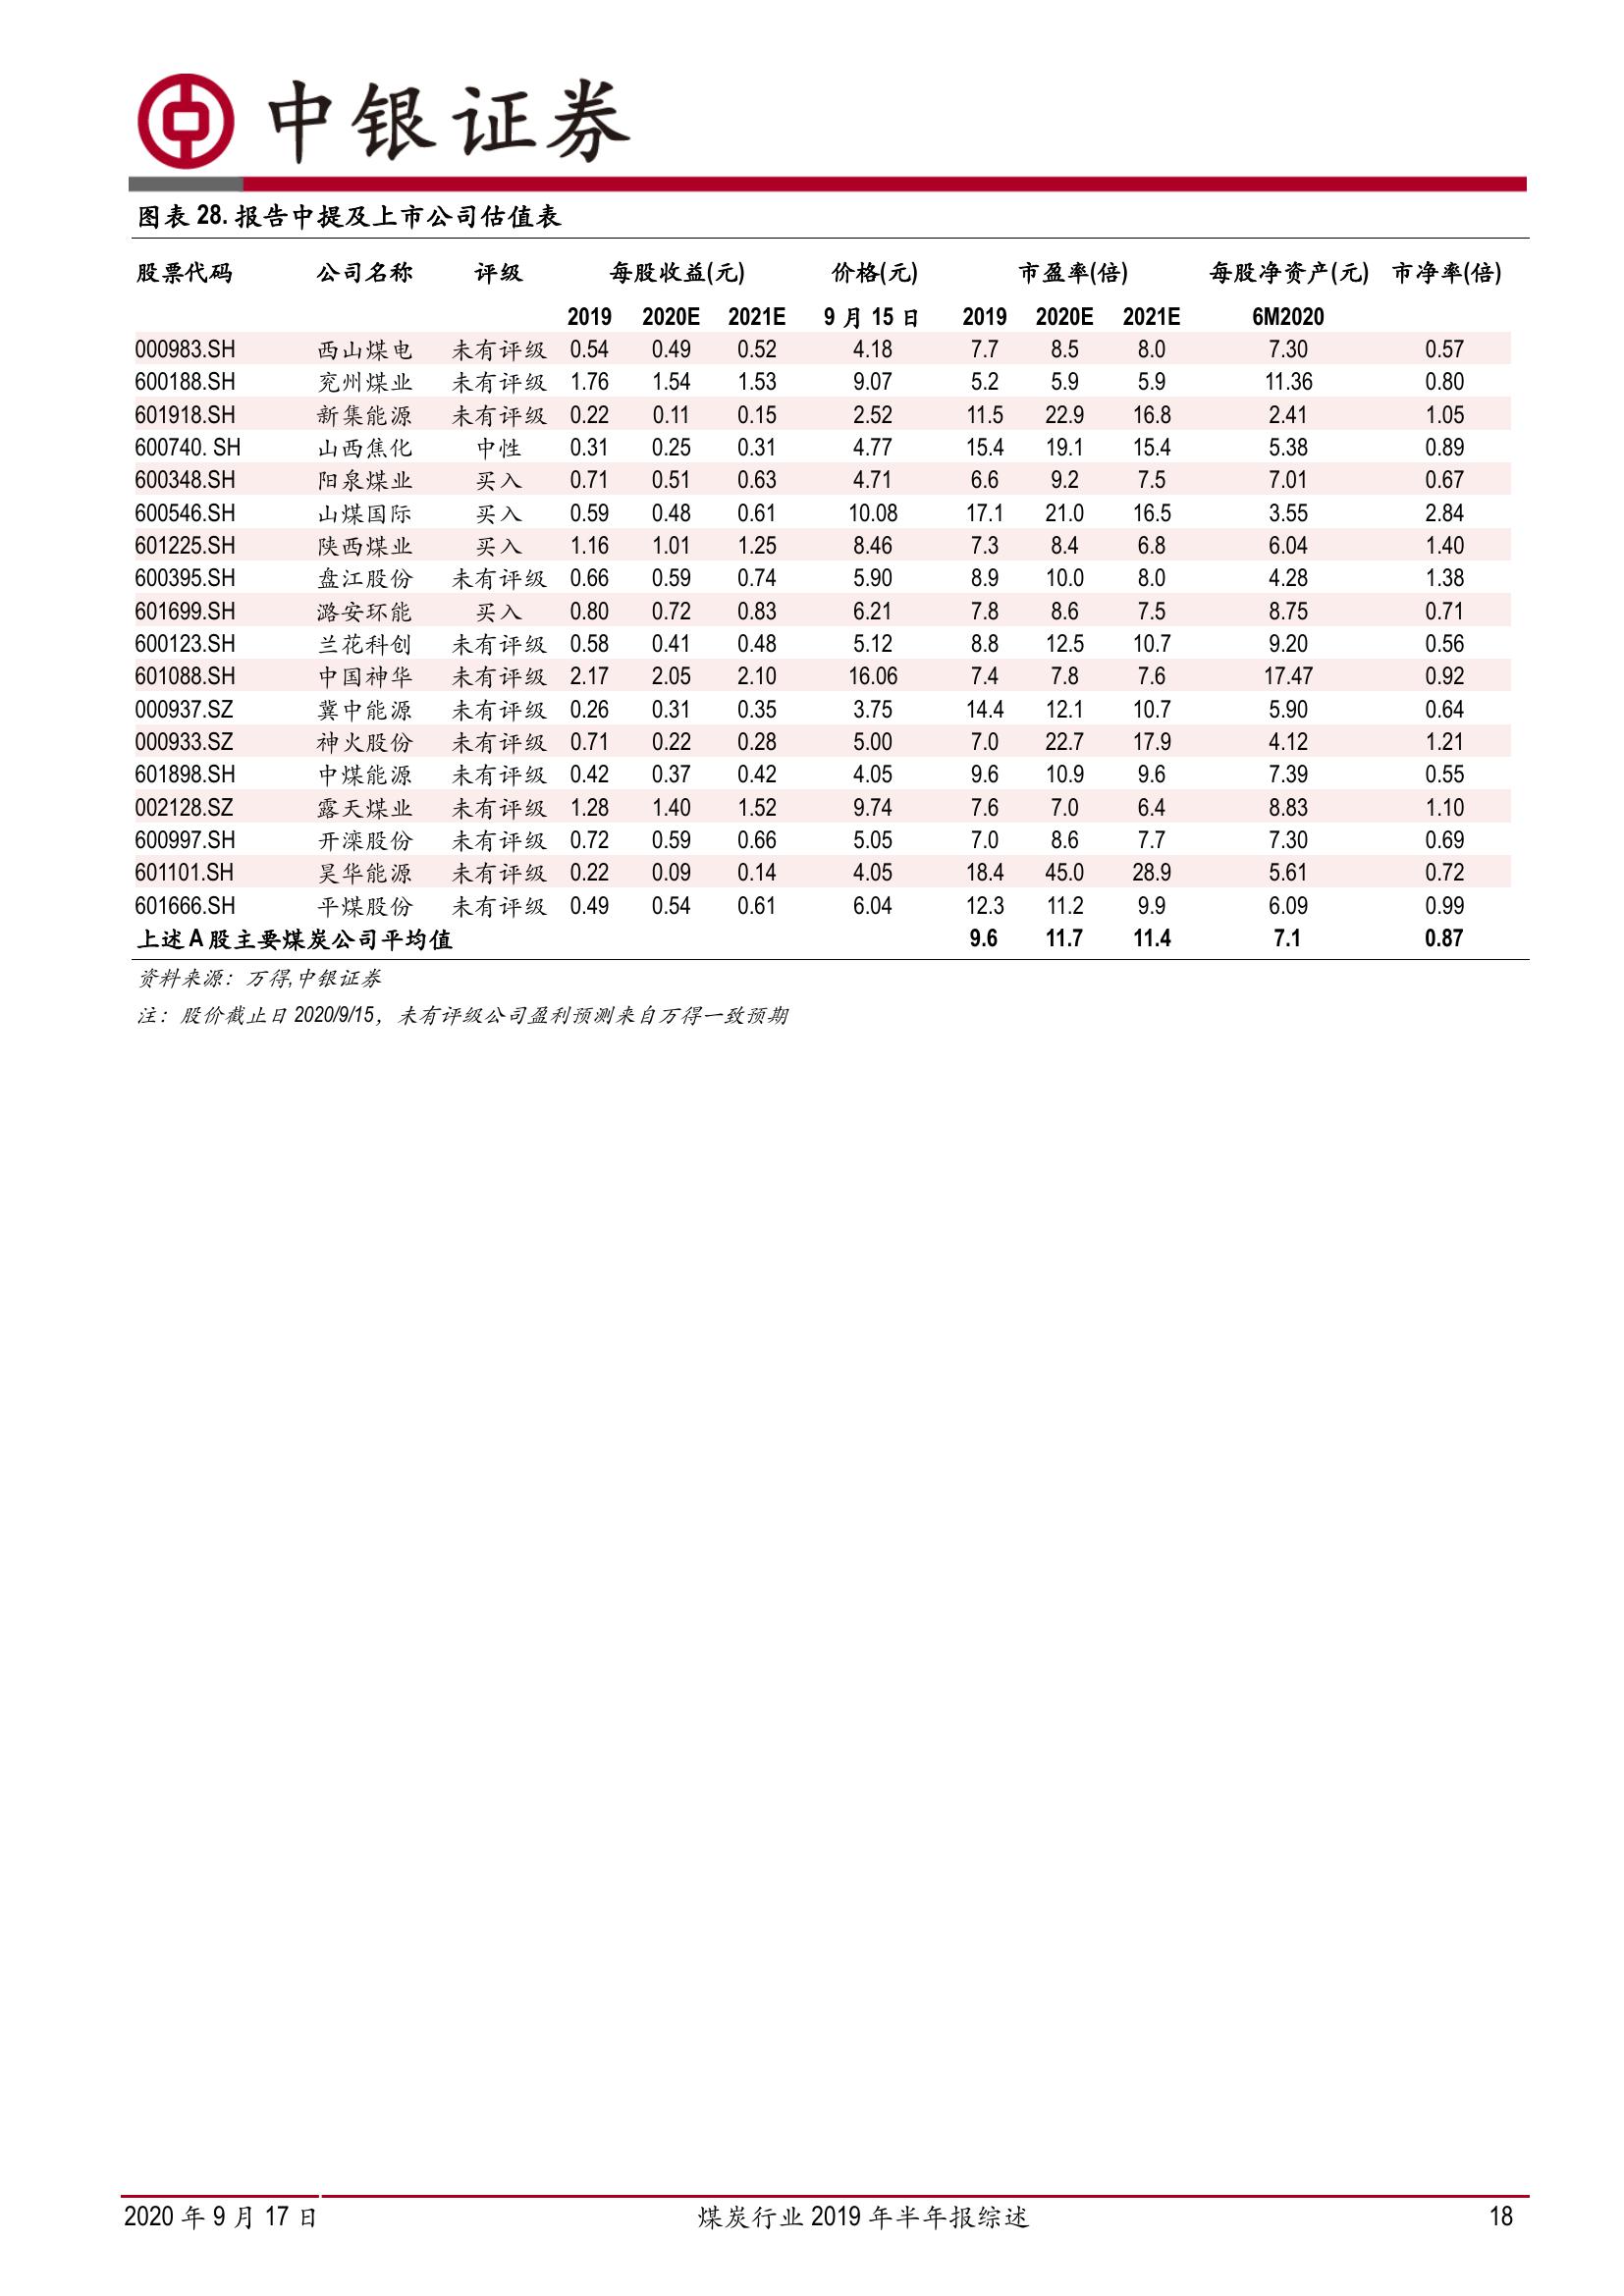 中银证券
图表 28. 报告中提及上市公司估值表
股票代码 公司名称 评级 每股收益(元) 价格(元) 市盈率(倍) 每股净资产(元) 市净率(倍)
2019 2020E 2021E 9 月 15 日 2019 2020E 2021E 6M2020
000983.SH 西山煤电 未有评级 0.54 0.49 0.52 4.18 7.7 8.5 8.0 7.30 0.57
600188.SH 兖州煤业 未有评级 1.76 1.54 1.53 9.07 5.2 5.9 5.9 11.36 0.80
601918.SH 新集能源 未有评级 0.22 0.11 0.15 2.52 11.5 22.9 16.8 2.41 1.05
600740. SH 山西焦化 中性 0.31 0.25 0.31 4.77 15.4 19.1 15.4 5.38 0.89
600348.SH 阳泉煤业 买入 0.71 0.51 0.63 4.71 6.6 9.2 7.5 7.01 0.67
600546.SH 山煤国际 买入 0.59 0.48 0.61 10.08 17.1 21.0 16.5 3.55 2.84
601225.SH 陕西煤业 买入 1.16 1.01 1.25 8.46 7.3 8.4 6.8 6.04 1.40
600395.SH 盘江股份 未有评级 0.66 0.59 0.74 5.90 8.9 10.0 8.0 4.28 1.38
601699.SH 潞安环能 买入 0.80 0.72 0.83 6.21 7.8 8.6 7.5 8.75 0.71
600123.SH 兰花科创 未有评级 0.58 0.41 0.48 5.12 8.8 12.5 10.7 9.20 0.56
601088.SH 中国神华 未有评级 2.17 2.05 2.10 16.06 7.4 7.8 7.6 17.47 0.92
000937.SZ 冀中能源 未有评级 0.26 0.31 0.35 3.75 14.4 12.1 10.7 5.90 0.64
000933.SZ 神火股份 未有评级 0.71 0.22 0.28 5.00 7.0 22.7 17.9 4.12 1.21
601898.SH 中煤能源 未有评级 0.42 0.37 0.42 4.05 9.6 10.9 9.6 7.39 0.55
002128.SZ 露天煤业 未有评级 1.28 1.40 1.52 9.74 7.6 7.0 6.4 8.83 1.10
600997.SH 开滦股份 未有评级 0.72 0.59 0.66 5.05 7.0 8.6 7.7 7.30 0.69
601101.SH 昊华能源 未有评级 0.22 0.09 0.14 4.05 18.4 45.0 28.9 5.61 0.72
601666.SH 平煤股份 未有评级 0.49 0.54 0.61 6.04 12.3 11.2 9.9 6.09 0.99
上述 A 股主要煤炭公司平均值 9.6 11.7 11.4 7.1 0.87
资料来源：万得,中银证券
注：股价截止日 2020/9/15，未有评级公司盈利预测来自万得一致预期
2020 年 9 月 17 日 煤炭行业 2019 年半年报综述 18